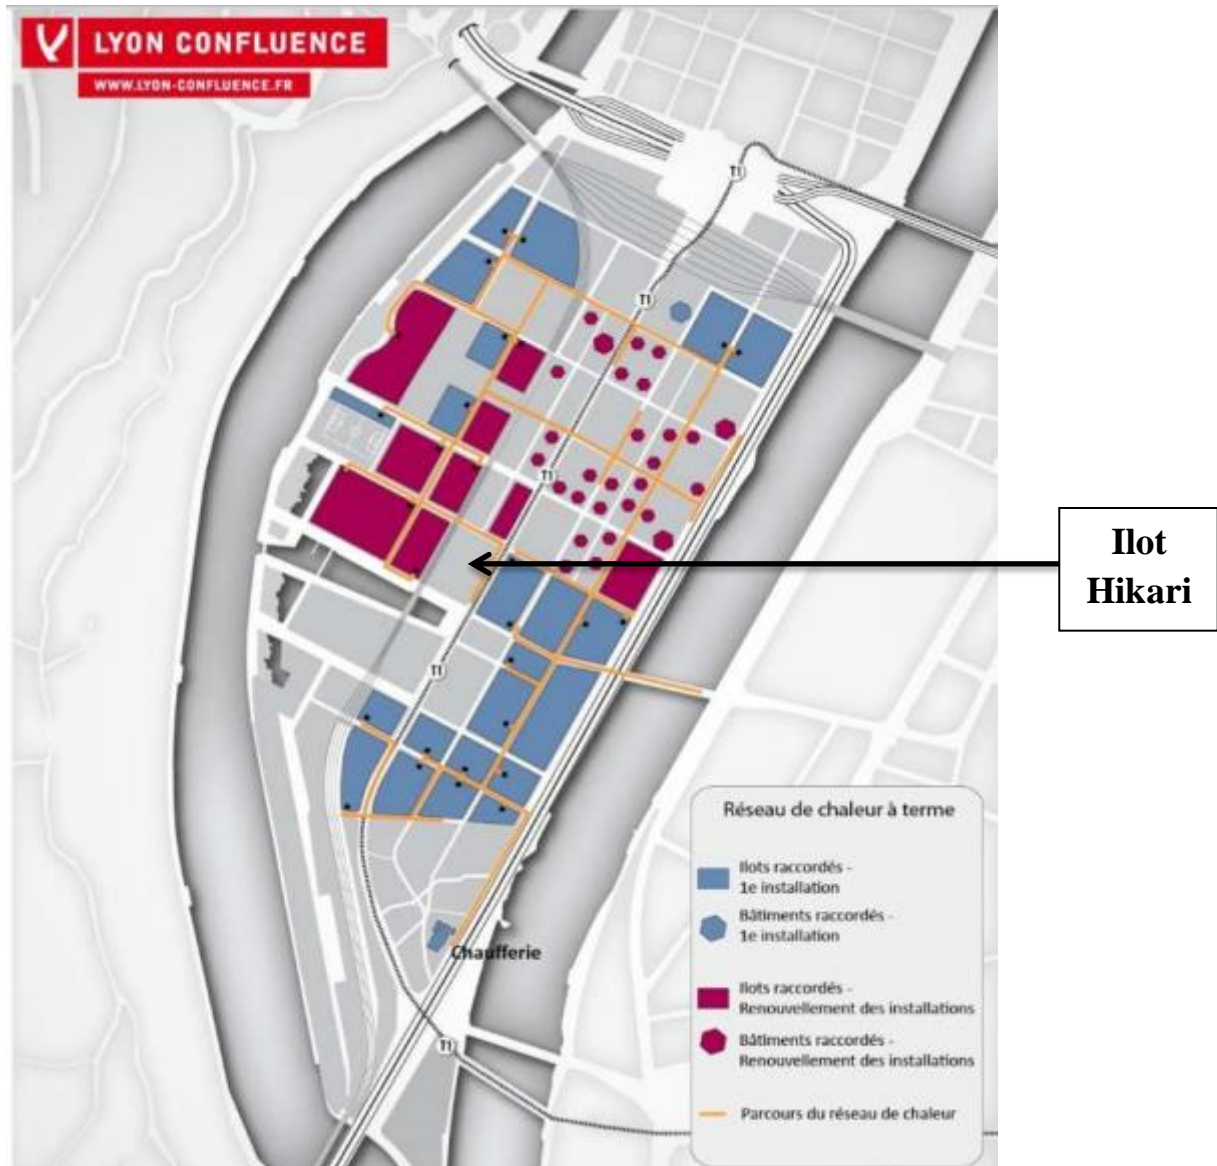 LYON CONFLUENCE
WWW.LYON-CONFLUENCE.FR
T1
T1
T1
Ilot
Hikari
T1
Réseau de chaleur à terme
Ilots raccordés -
1e installation
Bâtiments raccordés -
1e installation
Chaufferie
Ilots raccordés -
Renouvellement des installations
Bâtiments raccordés -
Renouvellement des installations
T1
Parcours du réseau de chaleur